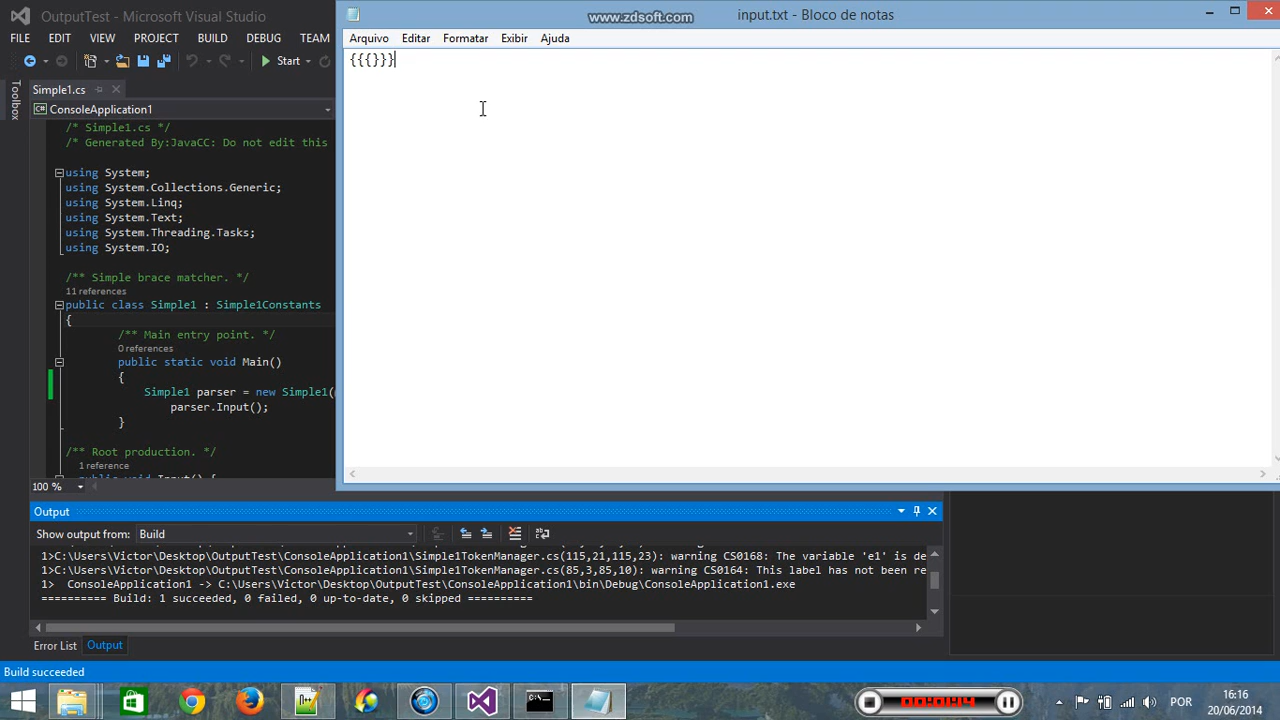 OutputTest - Microsoft Visual Studio
FILE EDIT VIEW PROJECT BUILD DEBUG TEAM
Start
Toolbox
Simple1.cs
ConsoleApplication1
/* Simple1.cs */
/* Generated By:JavaCC: Do not edit this
using System;
using System.Collections.Generic;
using System.Linq;
using System.Text;
using System.Threading.Tasks;
using System.IO;
/** Simple brace matcher. */
11 references
public class Simple1 : Simple1Constants
{
/** Main entry point. */
0 references
public static void Main()
{
Simple1 parser = new Simple1(
parser.Input();
}
/** Root production. */
1 reference
public void Input() {
100 %
www.zdsoft.com
input.txt - Bloco de notas
Arquivo Editar Formatar Exibir Ajuda
{{{}}}
Output
Show output from: Build
1>C:\Users\Victor\Desktop\OutputTest\ConsoleApplication1\Simple1TokenManager.cs(115,21,115,23): warning CS0168: The variable 'e1' is de
1>C:\Users\Victor\Desktop\OutputTest\ConsoleApplication1\Simple1TokenManager.cs(85,3,85,10): warning CS0164: This label has not been re
1> ConsoleApplication1 -> C:\Users\Victor\Desktop\OutputTest\ConsoleApplication1\bin\Debug\ConsoleApplication1.exe
========== Build: 1 succeeded, 0 failed, 0 up-to-date, 0 skipped ==========
Error List Output
Build succeeded
POR
16:16
20/06/2014